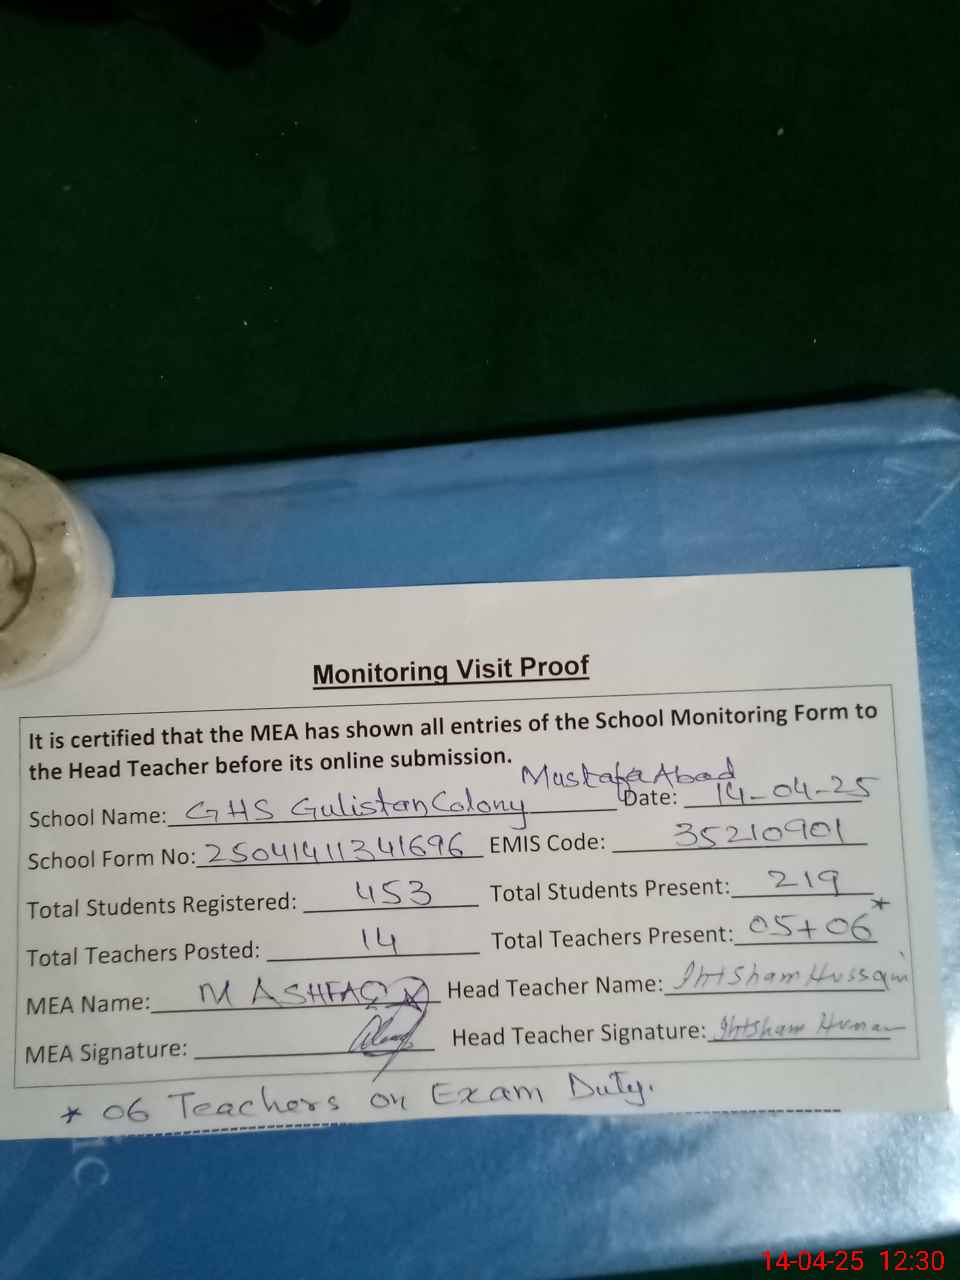 Monitoring Visit Proof
It is certified that the MEA has shown all entries of the School Monitoring Form to
the Head Teacher before its online submission.
School Name: GHS Gulistan Colony Mustafa Abad Date: 14-04-25
School Form No: 25041411341696 EMIS Code: 35210901
Total Students Registered: 453 Total Students Present: 219
Total Teachers Posted: 14 Total Teachers Present: 05+06*
MEA Name: M ASHFAQ Head Teacher Name: Ihtsham Hussain
MEA Signature: Head Teacher Signature: Ihtsham
* 06 Teachers on Exam Duty.
14-04-25 12:30